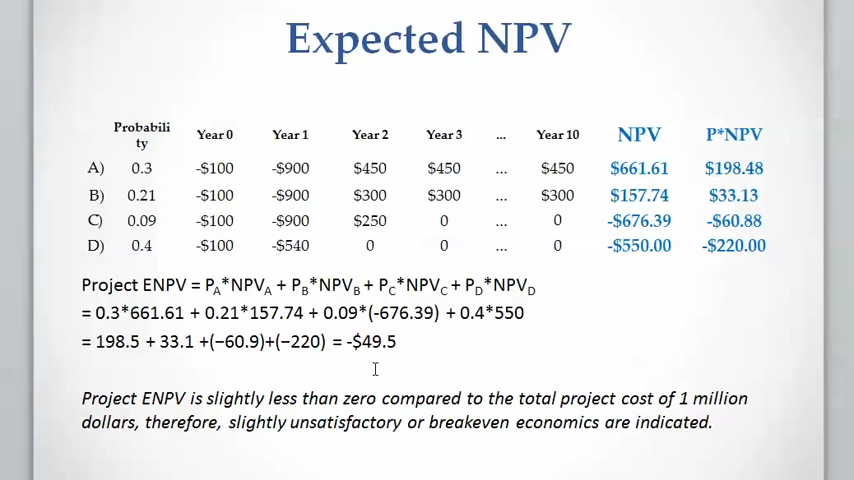 Expected NPV
Probabili
ty Year 0 Year 1 Year 2 Year 3 ... Year 10 NPV P*NPV
A) 0.3 -$100 -$900 $450 $450 ... $450 $661.61 $198.48
B) 0.21 -$100 -$900 $300 $300 ... $300 $157.74 $33.13
C) 0.09 -$100 -$900 $250 0 ... 0 -$676.39 -$60.88
D) 0.4 -$100 -$540 0 0 ... 0 -$550.00 -$220.00
Project ENPV = PA*NPVA + PB*NPVB + PC*NPVC + PD*NPVD
= 0.3*661.61 + 0.21*157.74 + 0.09*(-676.39) + 0.4*550
= 198.5 + 33.1 +(−60.9)+(−220) = -$49.5
Project ENPV is slightly less than zero compared to the total project cost of 1 million
dollars, therefore, slightly unsatisfactory or breakeven economics are indicated.